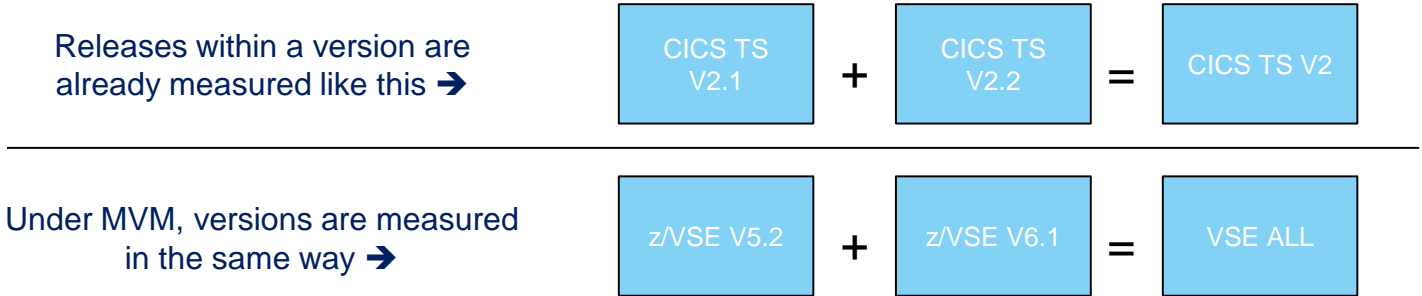 Releases within a version are
already measured like this ➔
CICS TS
V2.1
+
CICS TS
V2.2
=
CICS TS V2
Under MVM, versions are measured
in the same way ➔
z/VSE V5.2
+
z/VSE V6.1
=
VSE ALL